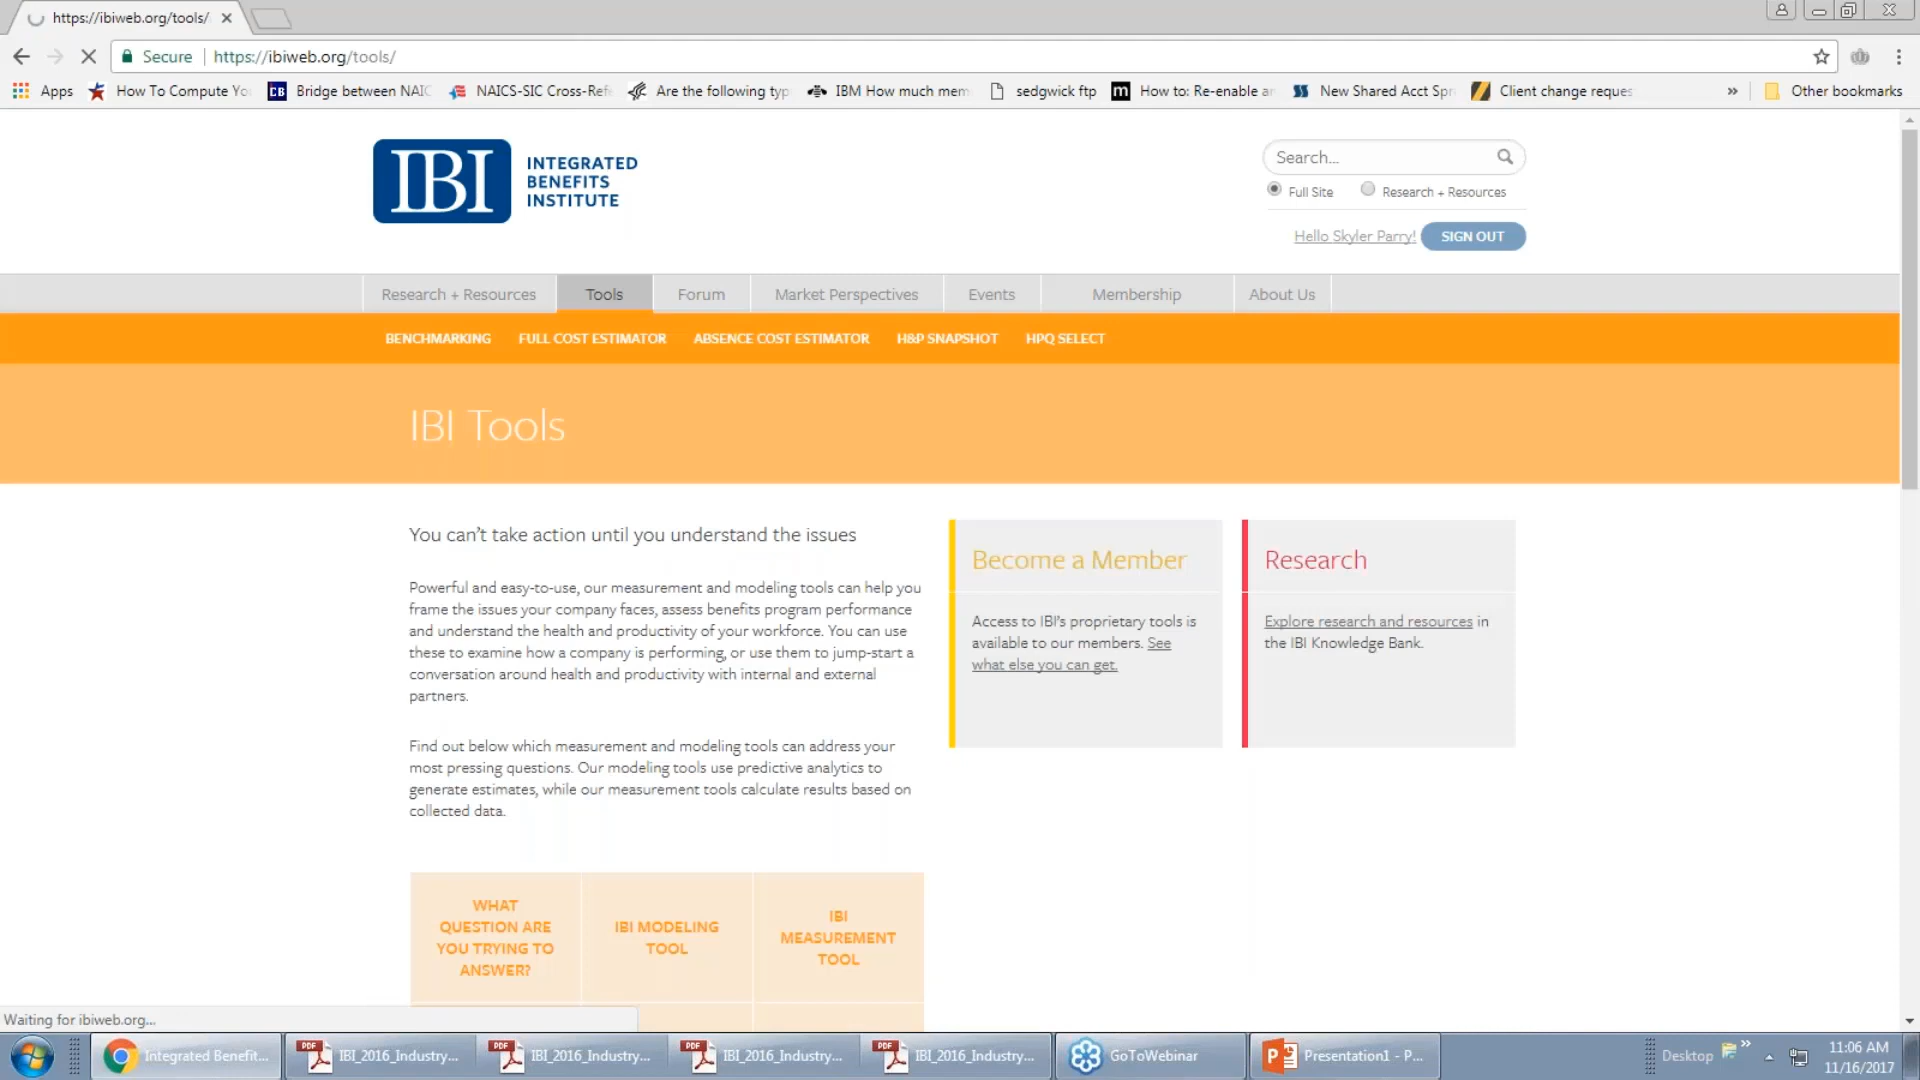 https://ibiweb.org/tools/
Secure https://ibiweb.org/tools/
Apps How To Compute Yo Bridge between NAIC NAICS-SIC Cross-Refe Are the following typ IBM How much mem sedgwick ftp How to: Re-enable a New Shared Acct Spr Client change reques » Other bookmarks
IBI INTEGRATED
BENEFITS
INSTITUTE
Search...
Full Site Research + Resources
Hello Skyler Parry! SIGN OUT
Research + Resources Tools Forum Market Perspectives Events Membership About Us
BENCHMARKING FULL COST ESTIMATOR ABSENCE COST ESTIMATOR H&P SNAPSHOT HPQ SELECT
IBI Tools
You can't take action until you understand the issues
Powerful and easy-to-use, our measurement and modeling tools can help you
frame the issues your company faces, assess benefits program performance
and understand the health and productivity of your workforce. You can use
these to examine how a company is performing, or use them to jump-start a
conversation around health and productivity with internal and external
partners.
Find out below which measurement and modeling tools can address your
most pressing questions. Our modeling tools use predictive analytics to
generate estimates, while our measurement tools calculate results based on
collected data.
Become a Member
Access to IBI's proprietary tools is
available to our members. See
what else you can get.
Research
Explore research and resources in
the IBI Knowledge Bank.
WHAT
QUESTION ARE
YOU TRYING TO
ANSWER?
IBI MODELING
TOOL
IBI
MEASUREMENT
TOOL
Waiting for ibiweb.org...
Integrated Benefit... IBI_2016_Industry... IBI_2016_Industry... IBI_2016_Industry... IBI_2016_Industry... GoToWebinar Presentation1 - P... Desktop » 11:06 AM
11/16/2017